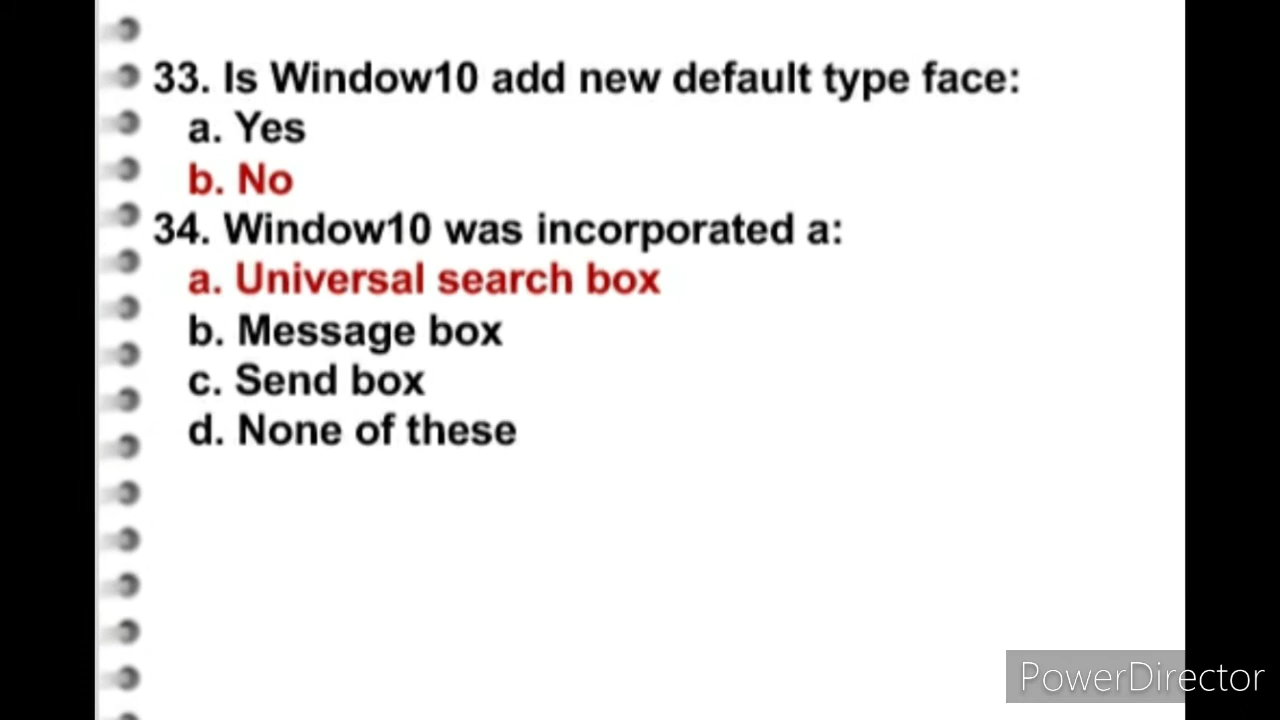 33. Is Window10 add new default type face:
a. Yes
b. No
34. Window10 was incorporated a:
a. Universal search box
b. Message box
c. Send box
d. None of these
PowerDirector